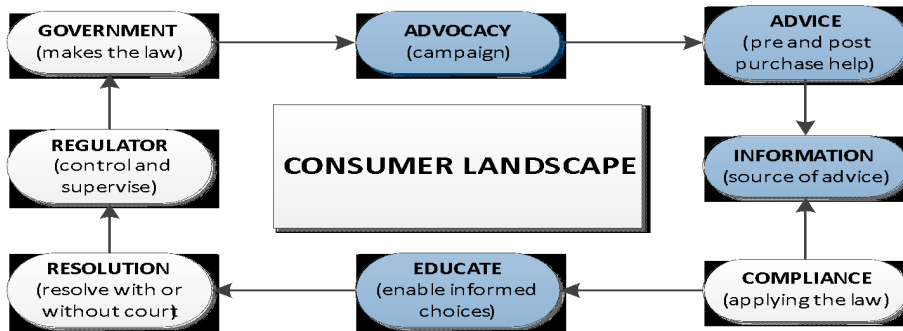 GOVERNMENT
(makes the law)
ADVOCACY
(campaign)
ADVICE
(pre and post
purchase help)
REGULATOR
(control and
supervise)
CONSUMER LANDSCAPE
INFORMATION
(source of advice)
RESOLUTION
(resolve with or
without court)
EDUCATE
(enable informed
choices)
COMPLIANCE
(applying the law)